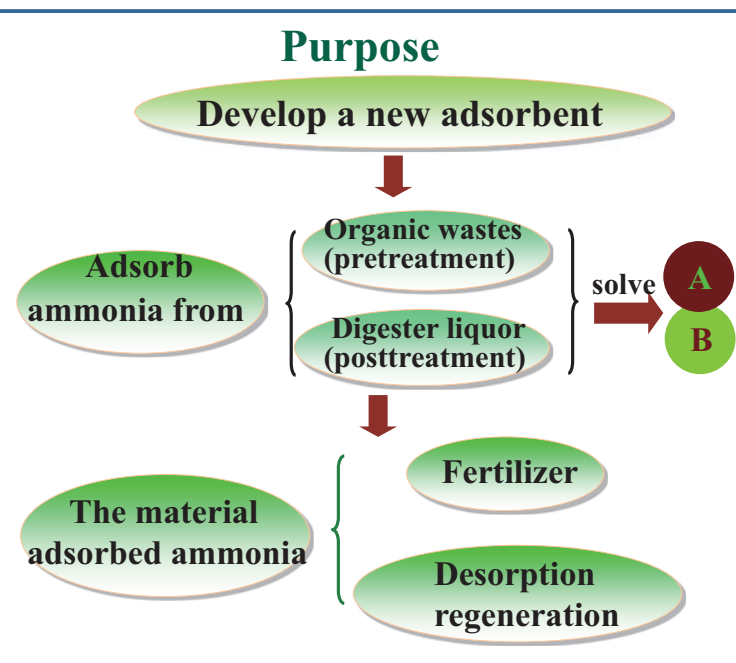 Purpose
Develop a new adsorbent
Adsorb
ammonia from
Organic wastes
(pretreatment)
Digester liquor
(posttreatment)
solve
A
B
The material
adsorbed ammonia
Fertilizer
Desorption
regeneration